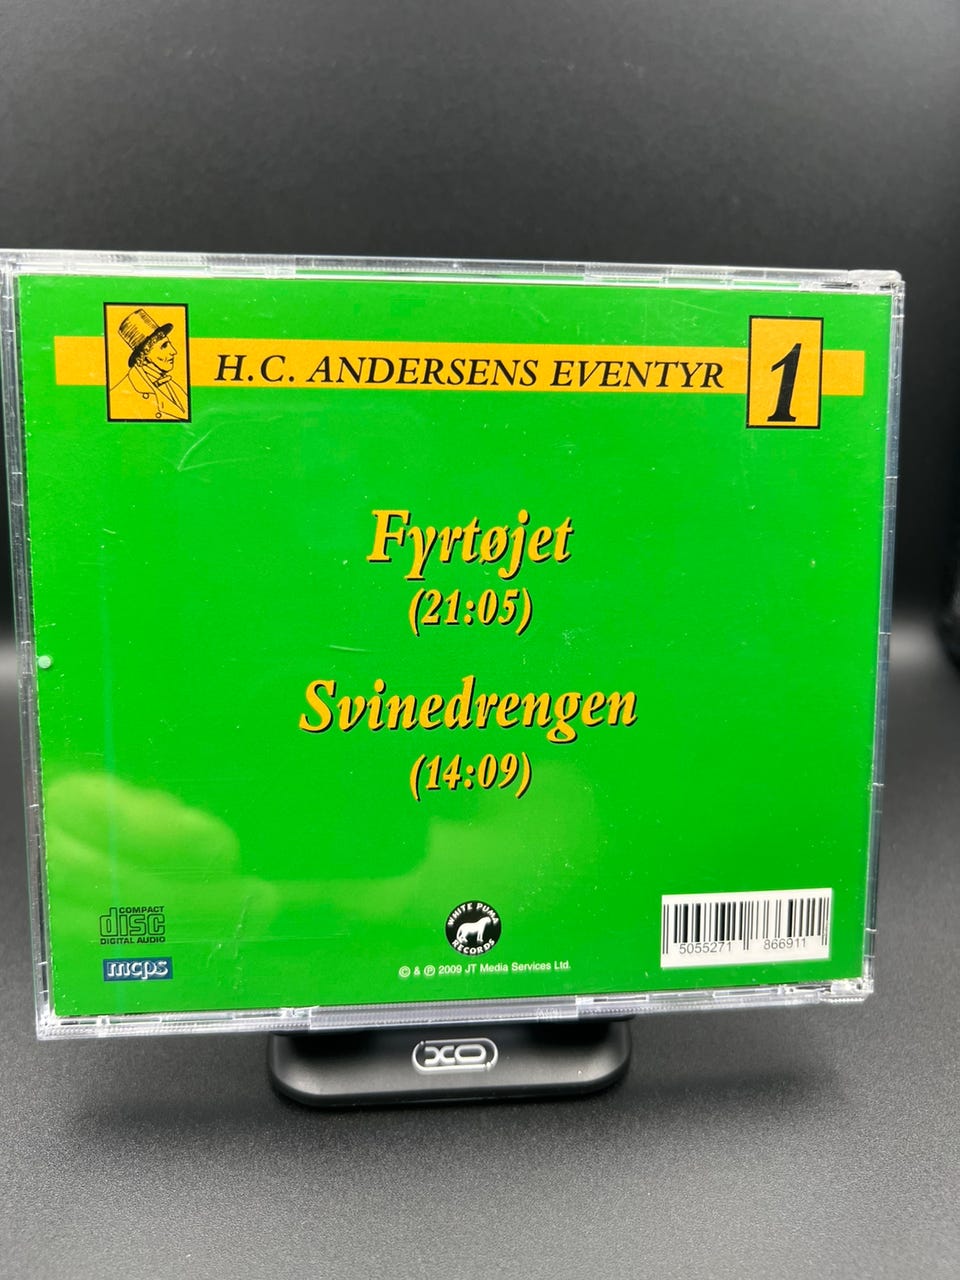 H.C. ANDERSENS EVENTYR
1
Fyrtøjet
(21:05)
Svinedrengen
(14:09)
COMPACT
disc
DIGITAL AUDIO
mcps
WHITE PUMA
RECORDS
© & ℗ 2009 JT Media Services Ltd.
5055271 866911
XO